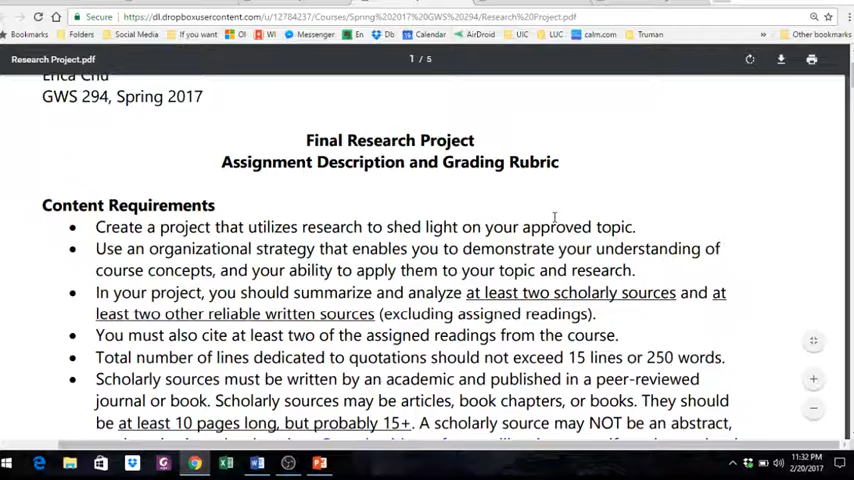 Secure
https://dl.dropboxusercontent.com/u/12784237/Courses/Spring%202017%20GWS%20294/Research%20Project.pdf
Bookmarks Folders Social Media If you want WI Messenger En Db Calendar AirDroid UIC LUC calm.com Truman » Other bookmarks
Research Project.pdf 1 / 5
Erica Chu
GWS 294, Spring 2017
Final Research Project
Assignment Description and Grading Rubric
Content Requirements
• Create a project that utilizes research to shed light on your approved topic.
• Use an organizational strategy that enables you to demonstrate your understanding of
course concepts, and your ability to apply them to your topic and research.
• In your project, you should summarize and analyze at least two scholarly sources and at
least two other reliable written sources (excluding assigned readings).
• You must also cite at least two of the assigned readings from the course.
• Total number of lines dedicated to quotations should not exceed 15 lines or 250 words.
• Scholarly sources must be written by an academic and published in a peer-reviewed
journal or book. Scholarly sources may be articles, book chapters, or books. They should
be at least 10 pages long, but probably 15+. A scholarly source may NOT be an abstract,
11:32 PM
2/20/2017